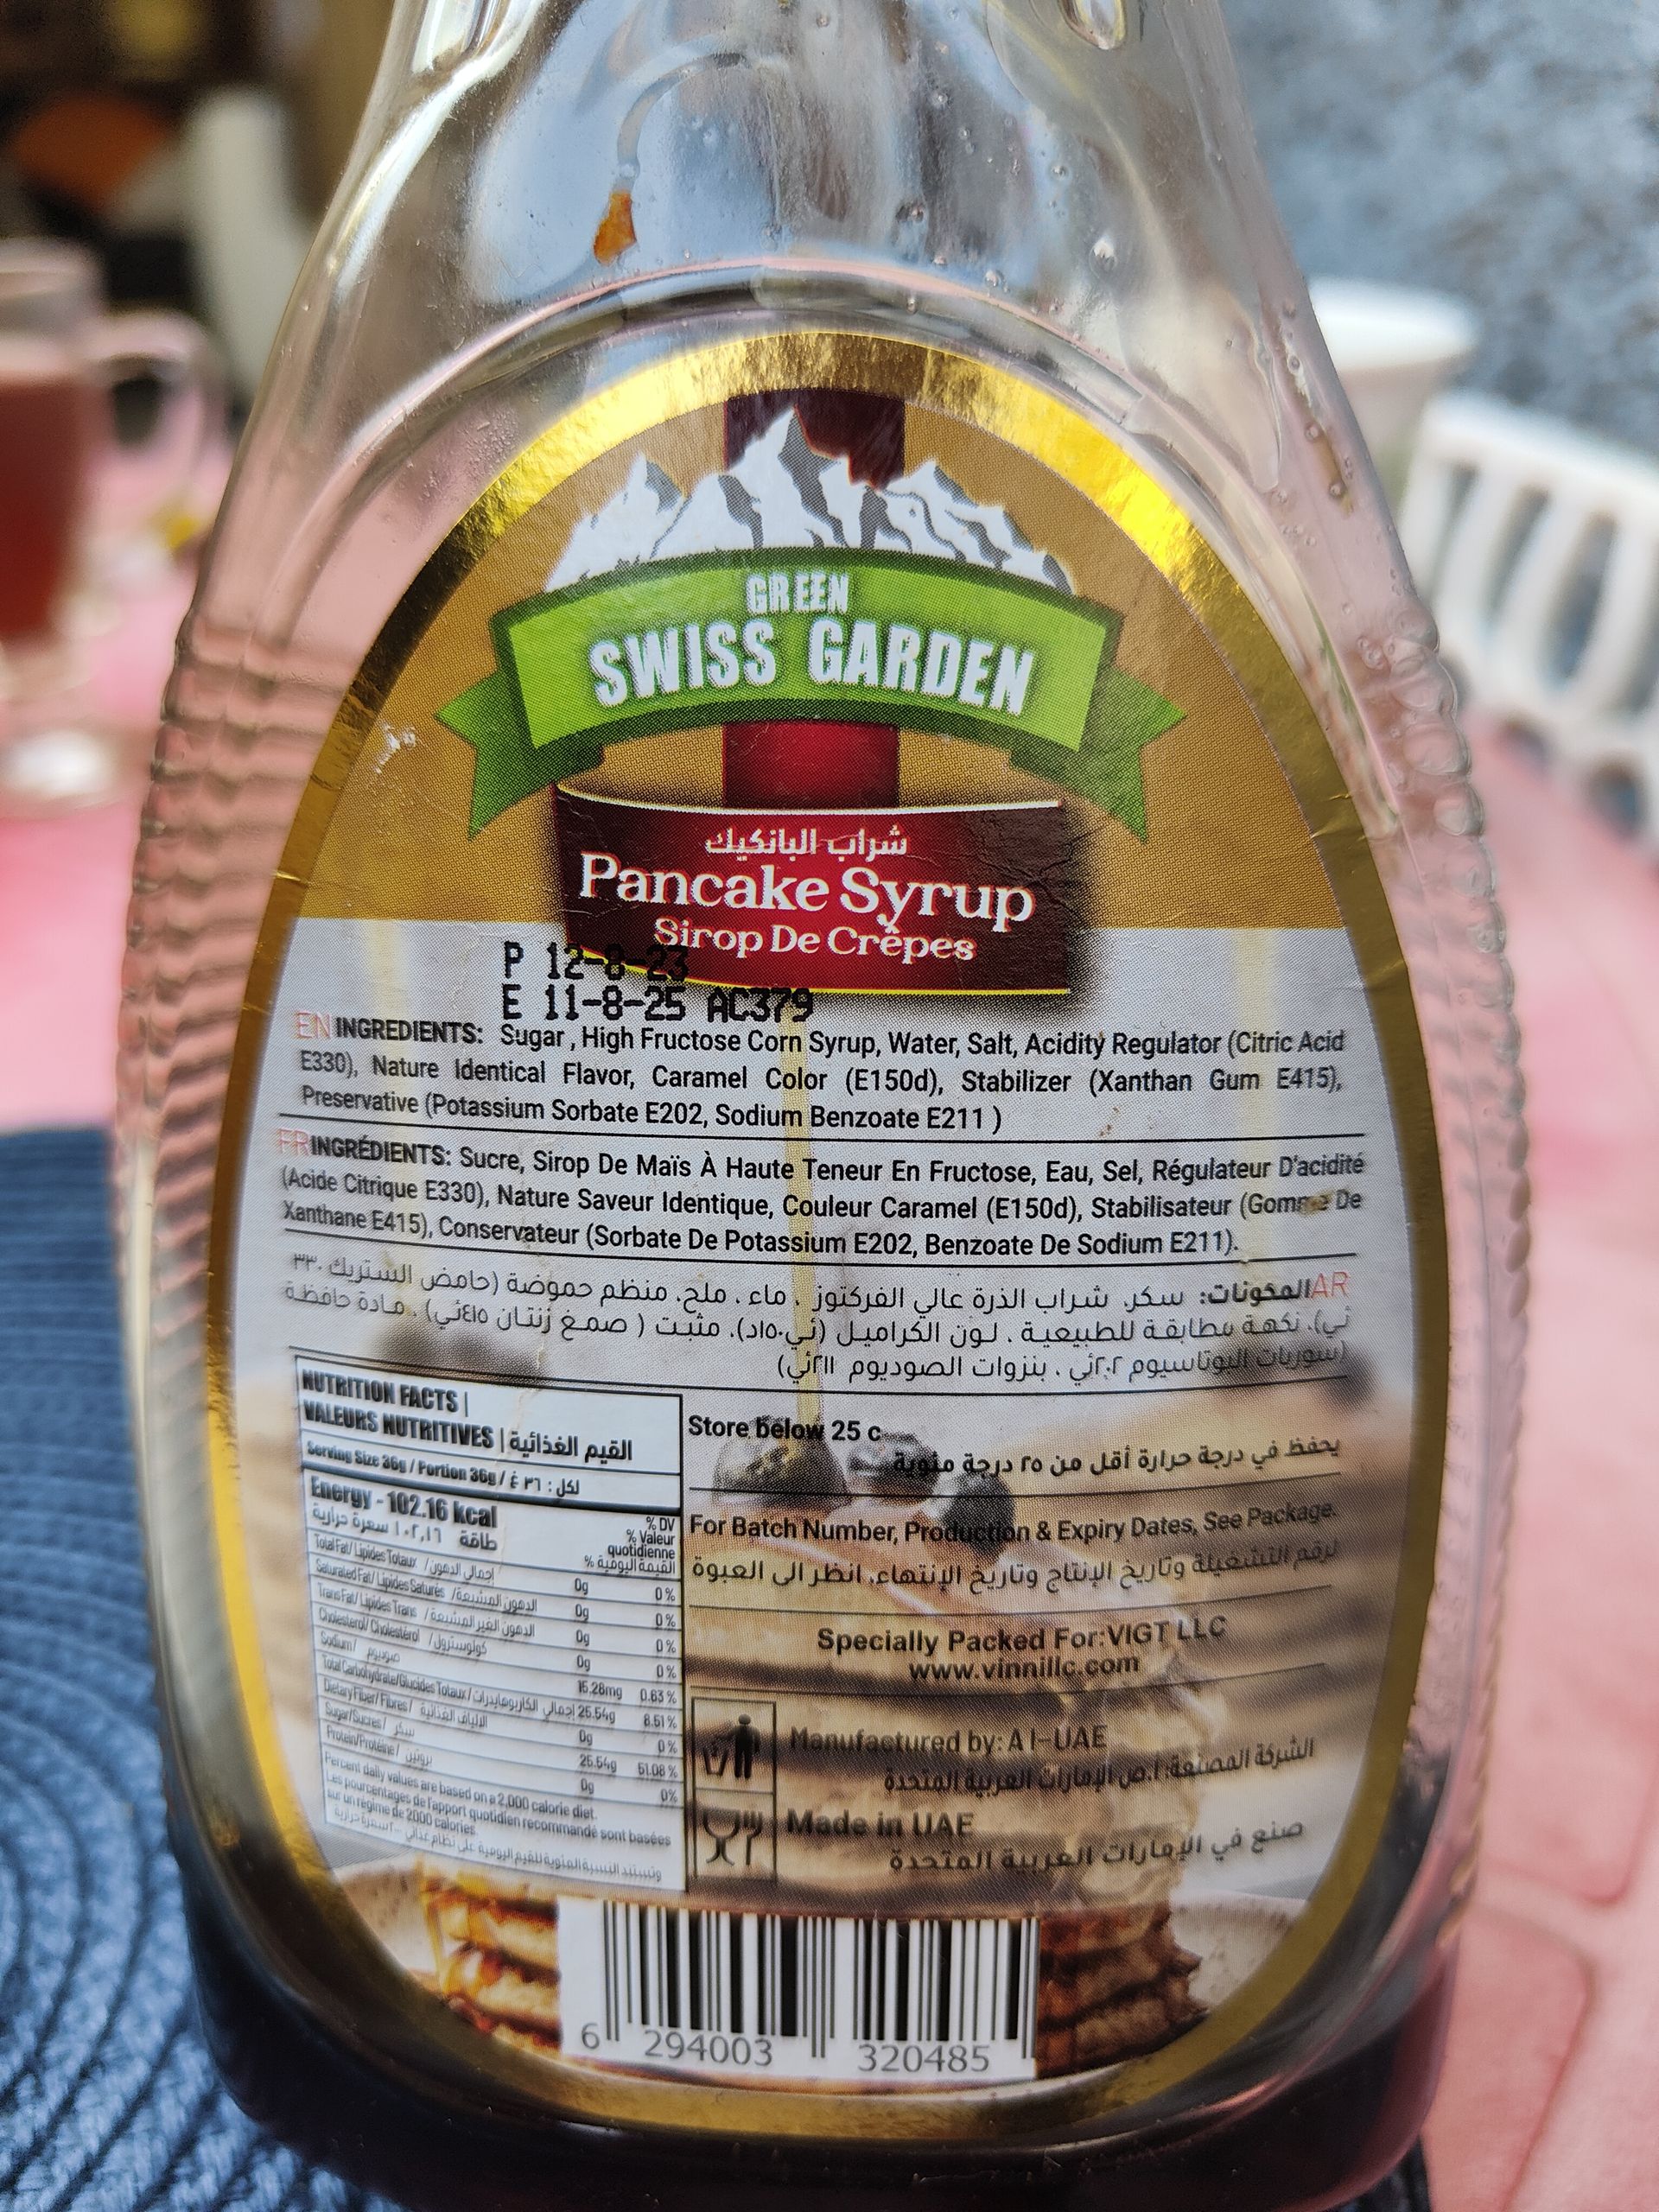 GREEN
SWISS GARDEN
شراب البانكيك
Pancake Syrup
Sirop De Crêpes
P 12-8-23
E 11-8-25 AC379
EN INGREDIENTS: Sugar , High Fructose Corn Syrup, Water, Salt, Acidity Regulator (Citric Acid
E330), Nature Identical Flavor, Caramel Color (E150d), Stabilizer (Xanthan Gum E415),
Preservative (Potassium Sorbate E202, Sodium Benzoate E211 )
FR INGRÉDIENTS: Sucre, Sirop De Maïs À Haute Teneur En Fructose, Eau, Sel, Régulateur D'acidité
(Acide Citrique E330), Nature Saveur Identique, Couleur Caramel (E150d), Stabilisateur (Gomme De
Xanthane E415), Conservateur (Sorbate De Potassium E202, Benzoate De Sodium E211).
AR المكونات: سكر، شراب الذرة عالي الفركتوز ، ماء ، ملح، منظم حموضة (حامض الستريك ٣٣٠
ئي)، نكهة مطابقة للطبيعية ، لون الكراميل (ئي١٥٠د)، مثبت ( صمغ زنتان ٤١٥ئي) ، مادة حافظة
(سوربات البوتاسيوم ٢٠٢ئي ، بنزوات الصوديوم ٢١١ئي)
NUTRITION FACTS |
VALEURS NUTRITIVES | القيم الغذائية
Serving Size 36g / Portion 36g / لكل : ٣٦ غ
Energy - 102.16 kcal
طاقة ١٠٢,١٦ سعرة حرارية
% DV
% Valeur
quotidienne
القيمة اليومية %
Total Fat/ Lipides Totaux / إجمالي الدهون 0g 0 %
Saturated Fat/ Lipides Saturés / الدهون المشبعة 0g 0 %
Trans Fat/ Lipides Trans / الدهون الغير المشبعة 0g 0 %
Cholesterol/ Cholestérol / كولوسترول 0g 0 %
Sodium/ صوديوم 15.28mg 0.63 %
Total Carbohydrate/Glucides Totaux / إجمالي الكاربوهايدرات 25.54g 8.51 %
Dietary Fiber/ Fibres / الألياف الغذائية 0g 0 %
Sugar/Sucres/ سكر 25.54g 51.08 %
Protein/Protéine/ بروتين 0g 0%
Percent daily values are based on a 2,000 calorie diet.
Les pourcentages de l'apport quotidien recommandé sont basées
sur un régime de 2000 calories.
Store below 25 c
يحفظ في درجة حرارة أقل من ٢٥ درجة مئوية
For Batch Number, Production & Expiry Dates, See Package.
لرقم التشغيلة وتاريخ الإنتاج وتاريخ الإنتهاء، انظر الى العبوة
Specially Packed For:VIGT LLC
www.vinnillc.com
Manufactured by: A I-UAE
الشركة المصنعة: ا.ص الإمارات العربية المتحدة
Made in UAE
صنع في الإمارات العربية المتحدة
6 294003 320485